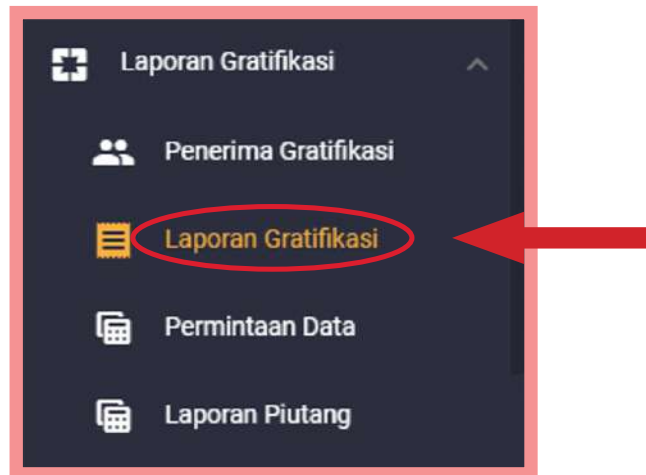 Laporan Gratifikasi
Penerima Gratifikasi
Laporan Gratifikasi
Permintaan Data
Laporan Piutang